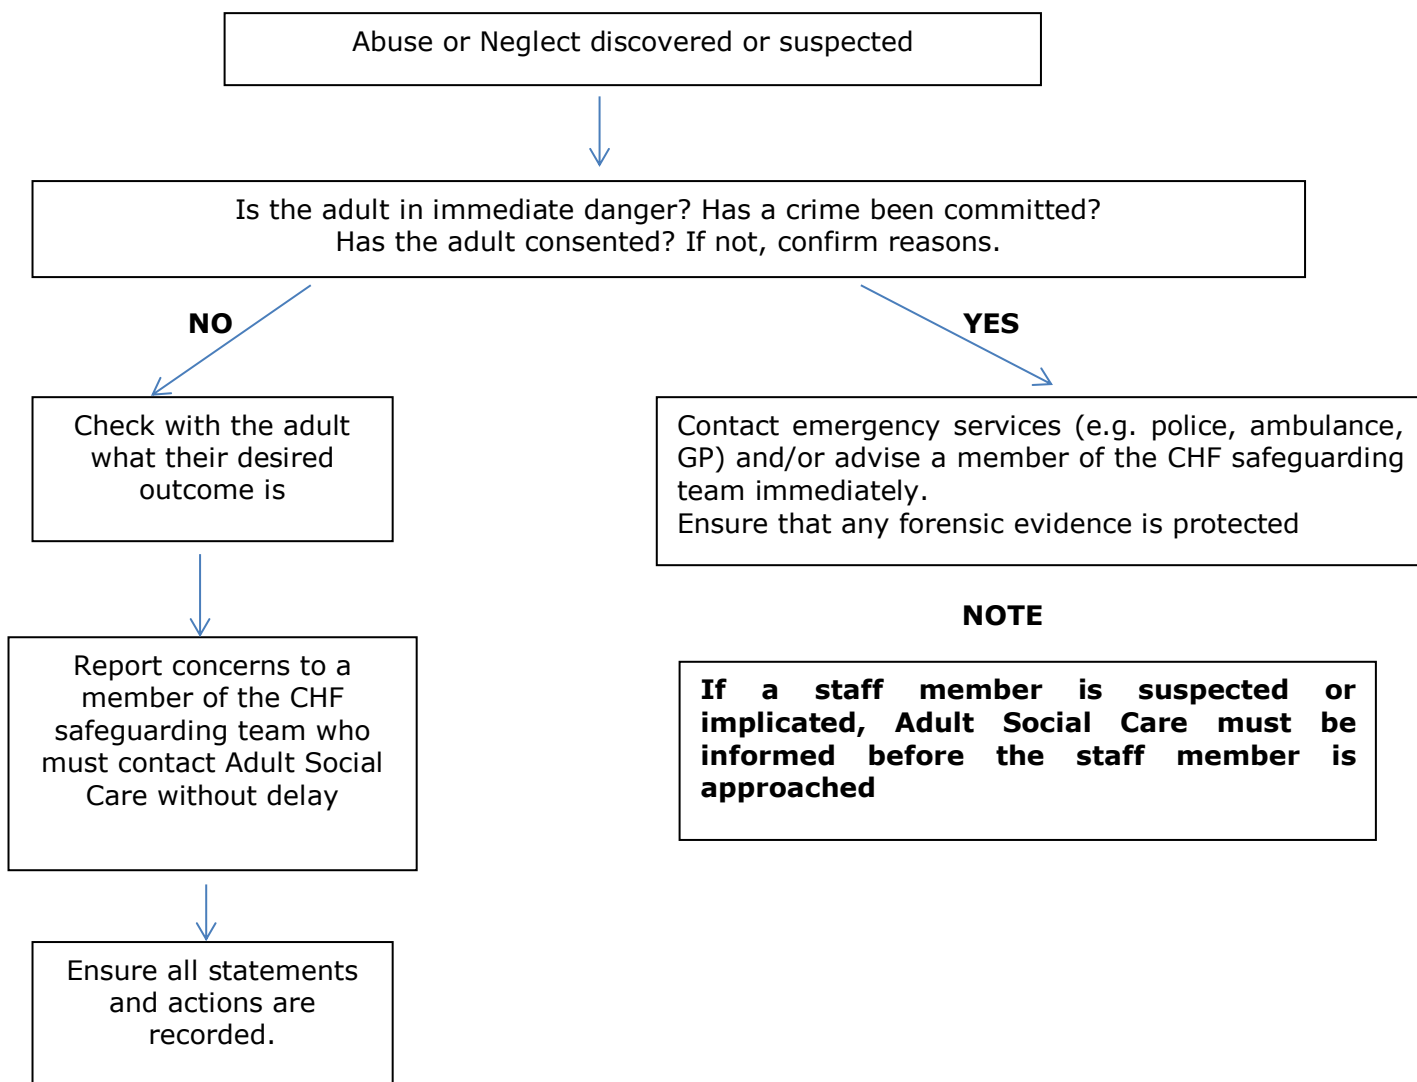 Abuse or Neglect discovered or suspected
Is the adult in immediate danger? Has a crime been committed?
Has the adult consented? If not, confirm reasons.
NO
YES
Check with the adult
what their desired
outcome is
Contact emergency services (e.g. police, ambulance,
GP) and/or advise a member of the CHF safeguarding
team immediately.
Ensure that any forensic evidence is protected
NOTE
Report concerns to a
member of the CHF
safeguarding team who
must contact Adult Social
Care without delay
If a staff member is suspected or
implicated, Adult Social Care must be
informed before the staff member is
approached
Ensure all statements
and actions are
recorded.